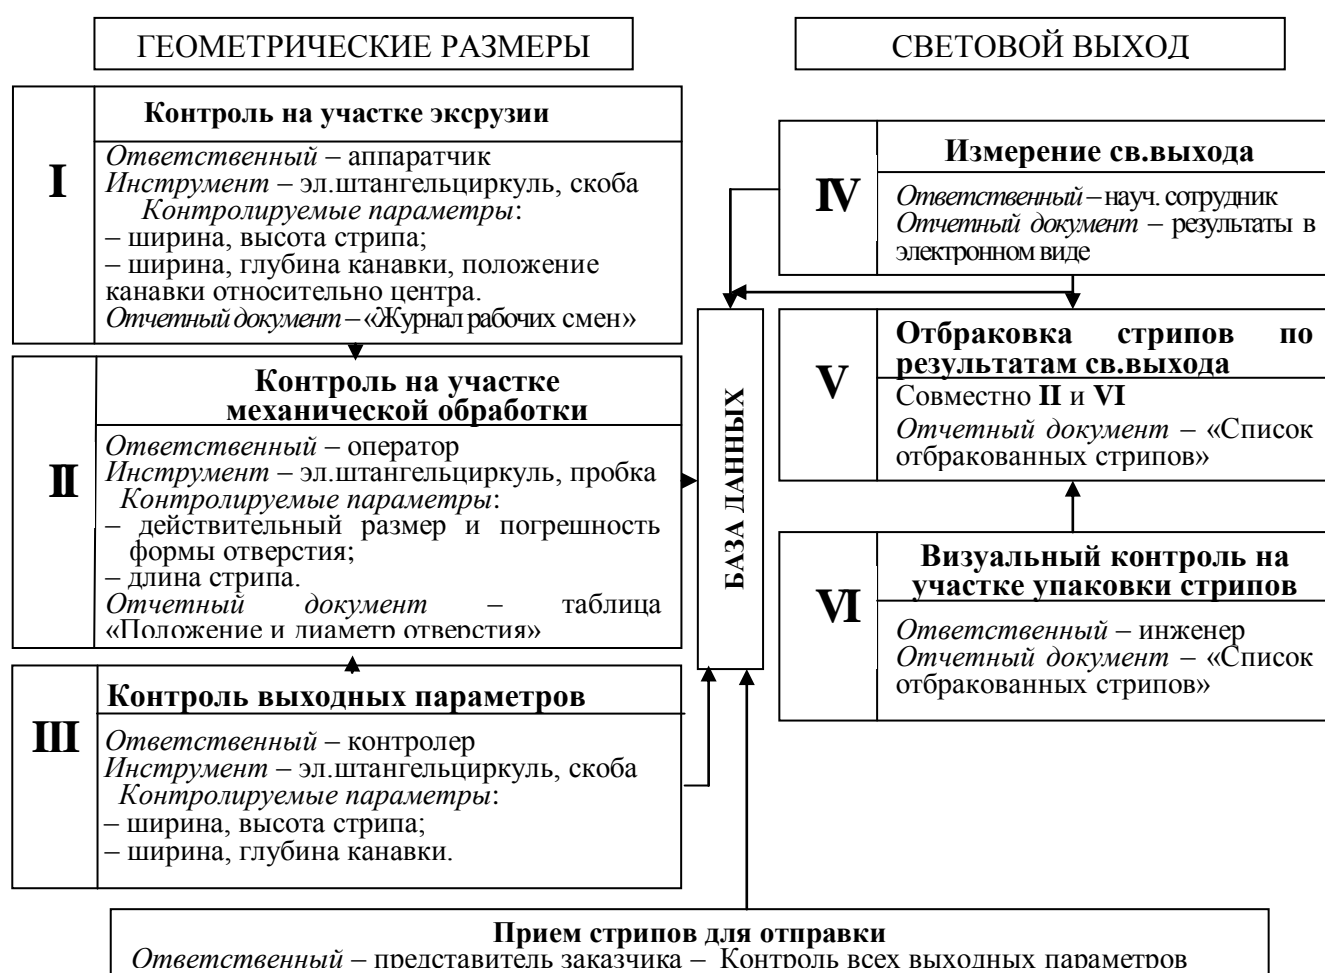 ГЕОМЕТРИЧЕСКИЕ РАЗМЕРЫ
СВЕТОВОЙ ВЫХОД
I
Контроль на участке эксрузии
Ответственный – аппаратчик
Инструмент – эл.штангельциркуль, скоба
Контролируемые параметры:
– ширина, высота стрипа;
– ширина, глубина канавки, положение
канавки относительно центра.
Отчетный документ – «Журнал рабочих смен»
II
Контроль на участке
механической обработки
Ответственный – оператор
Инструмент – эл.штангельциркуль, пробка
Контролируемые параметры:
– действительный размер и погрешность
формы отверстия;
– длина стрипа.
Отчетный документ – таблица
«Положение и диаметр отверстия»
III
Контроль выходных параметров
Ответственный – контролер
Инструмент – эл.штангельциркуль, скоба
Контролируемые параметры:
– ширина, высота стрипа;
– ширина, глубина канавки.
БАЗА ДАННЫХ
IV
Измерение св.выхода
Ответственный – науч. сотрудник
Отчетный документ – результаты в
электронном виде
V
Отбраковка стрипов по
результатам св.выхода
Совместно II и VI
Отчетный документ – «Список
отбракованных стрипов»
VI
Визуальный контроль на
участке упаковки стрипов
Ответственный – инженер
Отчетный документ – «Список
отбракованных стрипов»
Прием стрипов для отправки
Ответственный – представитель заказчика – Контроль всех выходных параметров